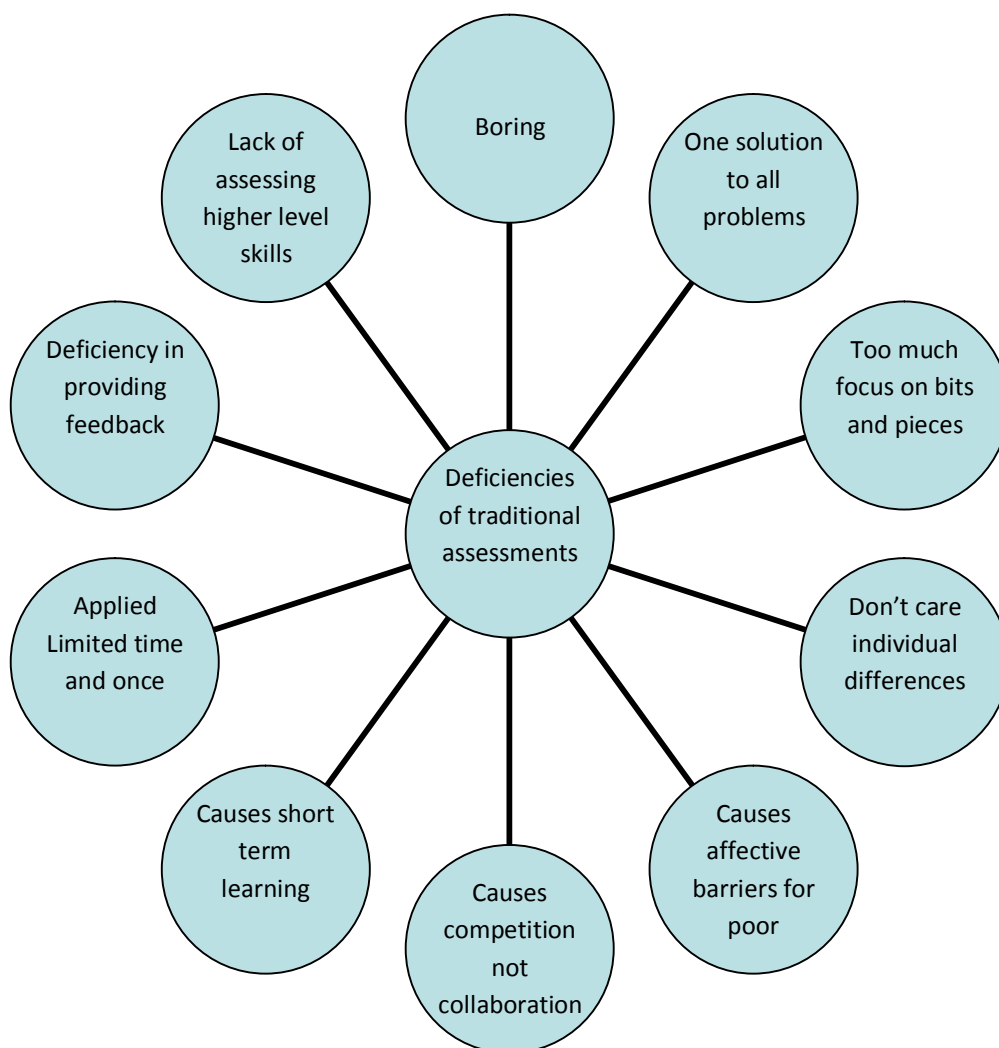 Boring
One solution
to all
problems
Too much
focus on bits
and pieces
Don’t care
individual
differences
Causes
affective
barriers for
poor
Causes
competition
not
collaboration
Causes short
term
learning
Applied
Limited time
and once
Deficiency in
providing
feedback
Lack of
assessing
higher level
skills
Deficiencies
of traditional
assessments